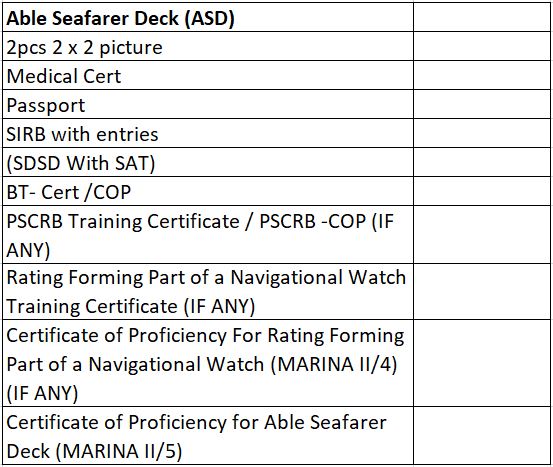 Able Seafarer Deck (ASD)
2pcs 2 x 2 picture
Medical Cert
Passport
SIRB with entries
(SDSD With SAT)
BT- Cert /COP
PSCRB Training Certificate / PSCRB -COP (IF
ANY)
Rating Forming Part of a Navigational Watch
Training Certificate (IF ANY)
Certificate of Proficiency For Rating Forming
Part of a Navigational Watch (MARINA II/4)
(IF ANY)
Certificate of Proficiency for Able Seafarer
Deck (MARINA II/5)